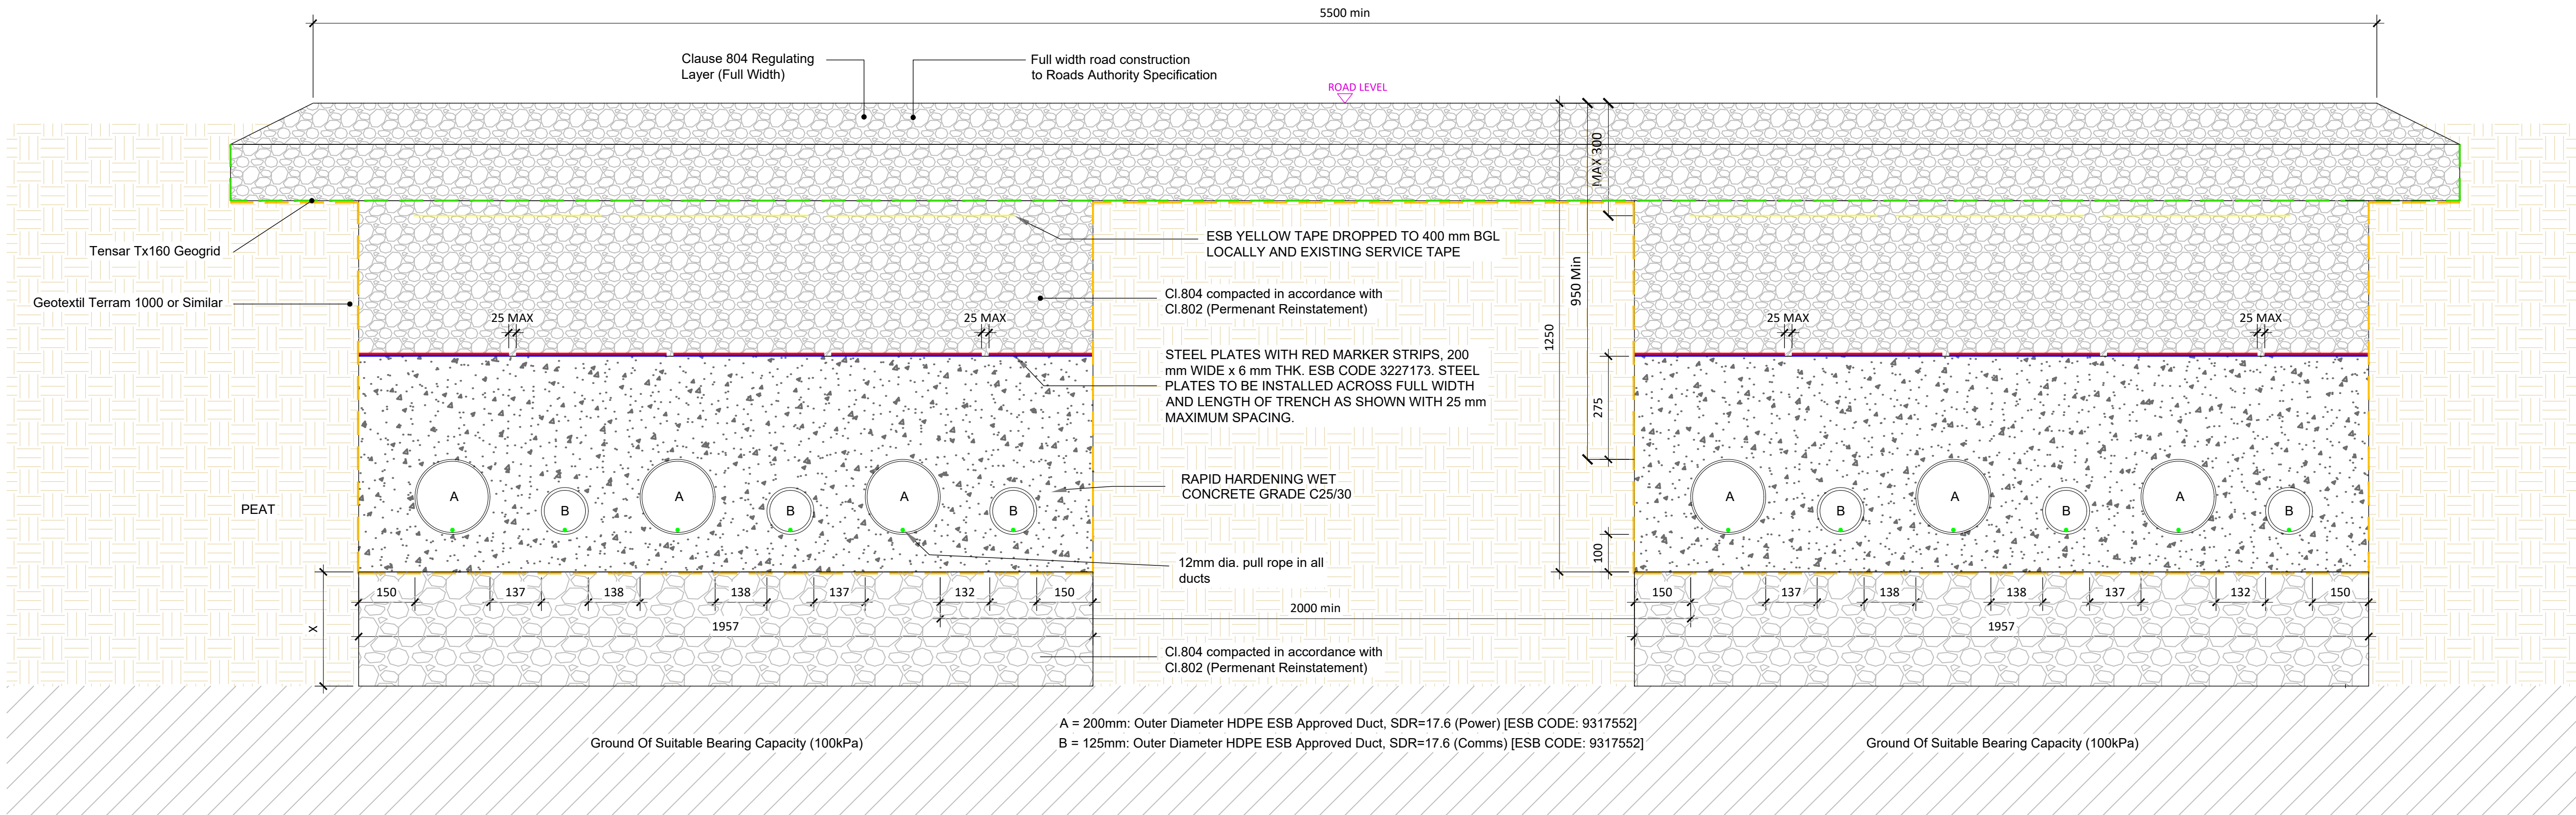 5500 min
Clause 804 Regulating
Layer (Full Width)
Full width road construction
to Roads Authority Specification
ROAD LEVEL
MAX 300
Tensar Tx160 Geogrid
ESB YELLOW TAPE DROPPED TO 400 mm BGL
LOCALLY AND EXISTING SERVICE TAPE
950 Min
Geotextil Terram 1000 or Similar
Cl.804 compacted in accordance with
Cl.802 (Permenant Reinstatement)
25 MAX
25 MAX
25 MAX
25 MAX
1250
STEEL PLATES WITH RED MARKER STRIPS, 200
mm WIDE x 6 mm THK. ESB CODE 3227173. STEEL
PLATES TO BE INSTALLED ACROSS FULL WIDTH
AND LENGTH OF TRENCH AS SHOWN WITH 25 mm
MAXIMUM SPACING.
275
RAPID HARDENING WET
CONCRETE GRADE C25/30
PEAT
A B A B A B
A B A B A B
12mm dia. pull rope in all
ducts
100
150 137 138 138 137 132 150
150 137 138 138 137 132 150
2000 min
X
1957
1957
Cl.804 compacted in accordance with
Cl.802 (Permenant Reinstatement)
A = 200mm: Outer Diameter HDPE ESB Approved Duct, SDR=17.6 (Power) [ESB CODE: 9317552]
B = 125mm: Outer Diameter HDPE ESB Approved Duct, SDR=17.6 (Comms) [ESB CODE: 9317552]
Ground Of Suitable Bearing Capacity (100kPa)
Ground Of Suitable Bearing Capacity (100kPa)